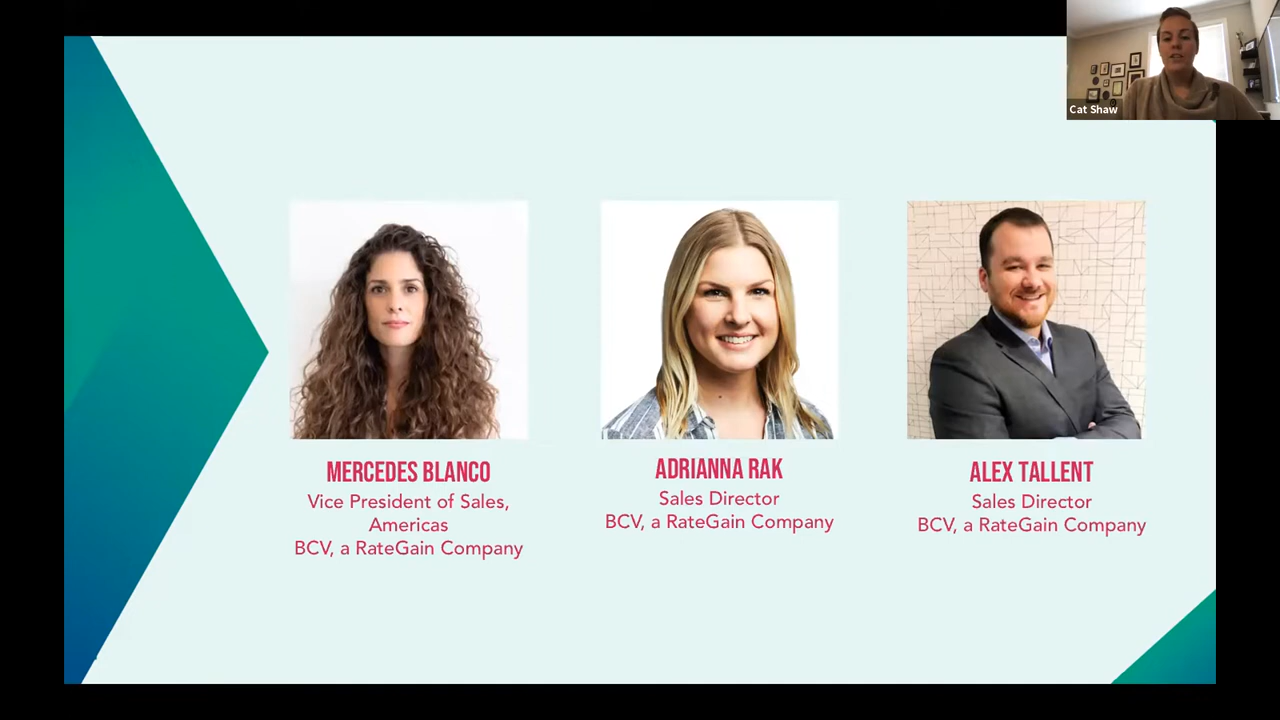 Cat Shaw
MERCEDES BLANCO
Vice President of Sales,
Americas
BCV, a RateGain Company
ADRIANNA RAK
Sales Director
BCV, a RateGain Company
ALEX TALLENT
Sales Director
BCV, a RateGain Company